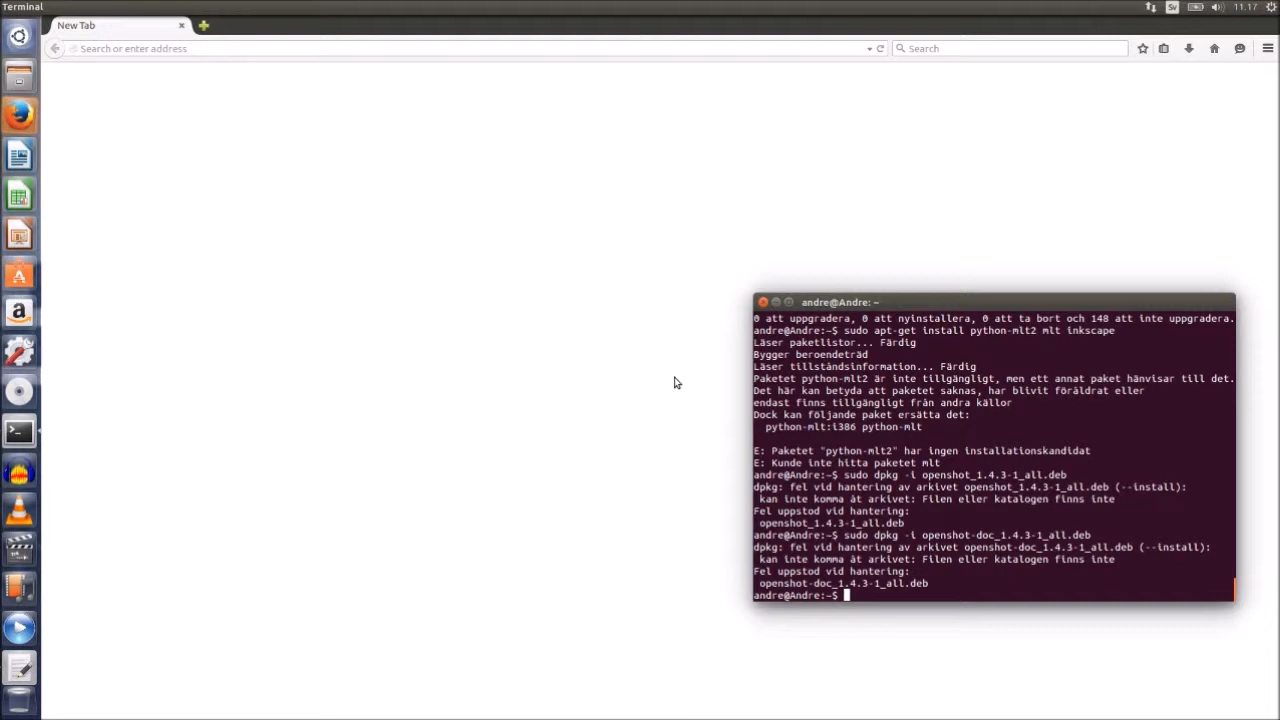 Terminal
Sv
11.17
New Tab
Search or enter address
Search
andre@Andre: ~
0 att uppgradera, 0 att nyinstallera, 0 att ta bort och 148 att inte uppgradera.
andre@Andre:~$ sudo apt-get install python-mlt2 mlt inkscape
Läser paketlistor... Färdig
Bygger beroendeträd
Läser tillståndsinformation... Färdig
Paketet python-mlt2 är inte tillgängligt, men ett annat paket hänvisar till det.
Det här kan betyda att paketet saknas, har blivit föråldrat eller
endast finns tillgängligt från andra källor
Dock kan följande paket ersätta det:
python-mlt:i386 python-mlt
E: Paketet "python-mlt2" har ingen installationskandidat
E: Kunde inte hitta paketet mlt
andre@Andre:~$ sudo dpkg -i openshot_1.4.3-1_all.deb
dpkg: fel vid hantering av arkivet openshot_1.4.3-1_all.deb (--install):
kan inte komma åt arkivet: Filen eller katalogen finns inte
Fel uppstod vid hantering:
openshot_1.4.3-1_all.deb
andre@Andre:~$ sudo dpkg -i openshot-doc_1.4.3-1_all.deb
dpkg: fel vid hantering av arkivet openshot-doc_1.4.3-1_all.deb (--install):
kan inte komma åt arkivet: Filen eller katalogen finns inte
Fel uppstod vid hantering:
openshot-doc_1.4.3-1_all.deb
andre@Andre:~$